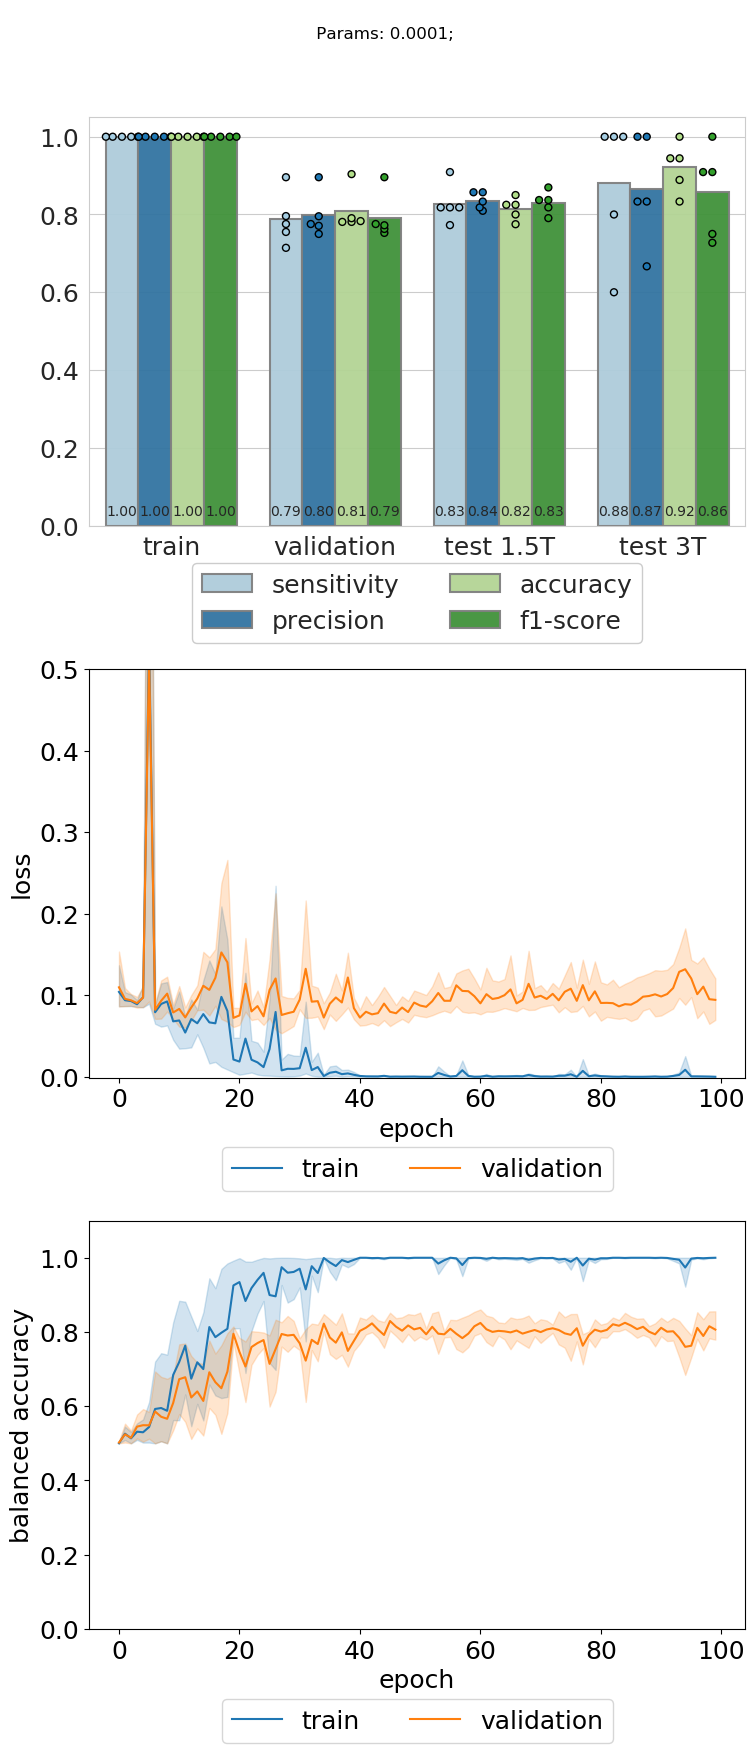 Params: 0.0001;
1.0
0.8
0.6
0.4
0.2
0.0
1.00 1.00 1.00 1.00 0.79 0.80 0.81 0.79 0.83 0.84 0.82 0.83 0.88 0.87 0.92 0.86
train validation test 1.5T test 3T
sensitivity accuracy
precision f1-score
0.5
0.4
0.3
0.2
0.1
0.0
loss
0 20 40 60 80 100
epoch
train validation
1.0
0.8
0.6
0.4
0.2
0.0
balanced accuracy
0 20 40 60 80 100
epoch
train validation